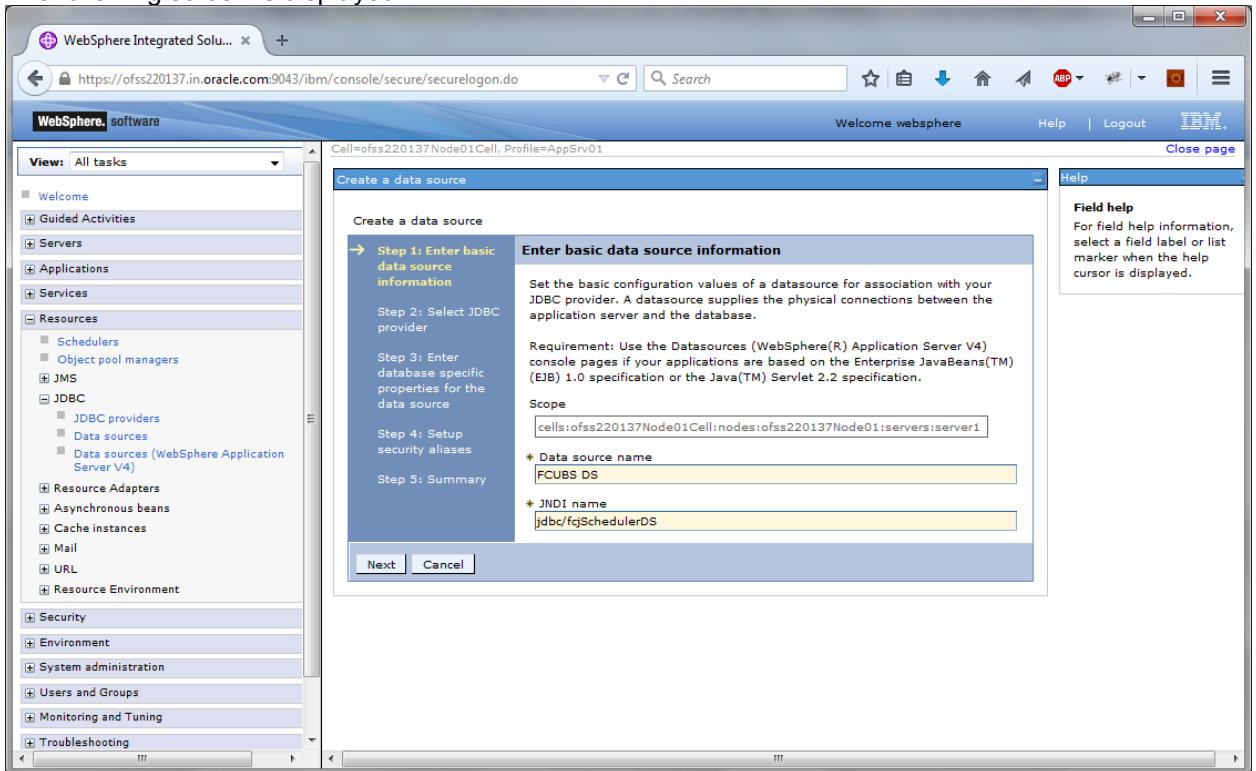 WebSphere Integrated Solu... × +
https://ofss220137.in.oracle.com:9043/ibm/console/secure/securelogon.do
Search
ABP
WebSphere. software
Welcome websphere
Help | Logout
IBM.
View: All tasks
Welcome
Guided Activities
Servers
Applications
Services
Resources
Schedulers
Object pool managers
JMS
JDBC
JDBC providers
Data sources
Data sources (WebSphere Application
Server V4)
Resource Adapters
Asynchronous beans
Cache instances
Mail
URL
Resource Environment
Security
Environment
System administration
Users and Groups
Monitoring and Tuning
Troubleshooting
Cell=ofss220137Node01Cell, Profile=AppSrv01
Close page
Create a data source
Create a data source
Step 1: Enter basic
data source
information
Step 2: Select JDBC
provider
Step 3: Enter
database specific
properties for the
data source
Step 4: Setup
security aliases
Step 5: Summary
Enter basic data source information
Set the basic configuration values of a datasource for association with your
JDBC provider. A datasource supplies the physical connections between the
application server and the database.
Requirement: Use the Datasources (WebSphere(R) Application Server V4)
console pages if your applications are based on the Enterprise JavaBeans(TM)
(EJB) 1.0 specification or the Java(TM) Servlet 2.2 specification.
Scope
cells:ofss220137Node01Cell:nodes:ofss220137Node01:servers:server1
* Data source name
FCUBS DS
* JNDI name
jdbc/fcjSchedulerDS
Next Cancel
Help
Field help
For field help information,
select a field label or list
marker when the help
cursor is displayed.